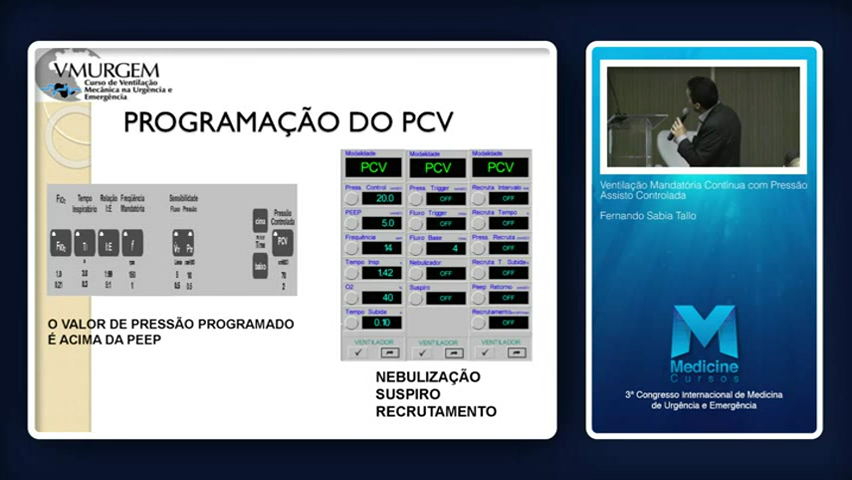 VMURGEM
Curso de Ventilação
Mecânica na Urgência e
Emergência
PROGRAMAÇÃO DO PCV
FiO2 Tempo Inspiratório Relação I:E Freqüência Mandatória Sensibilidade Fluxo Pressão
Pressão Controlada
FiO2 Ti I:E f
cima
baixo
PCV
O VALOR DE PRESSÃO PROGRAMADO
É ACIMA DA PEEP
Modalidade Modalidade Modalidade
PCV PCV PCV
Press Control Press Trigger Recruta Intervalo
20.0 OFF OFF
PEEP Fluxo Trigger Recruta Tempo
5.0 OFF OFF
Frequência Fluxo Base Press Recruta
14 4 OFF
Tempo Insp Nebulizador Recruta T. Subida
1.42 OFF OFF
O2 Suspiro Peep Retorno
40 OFF OFF
Tempo Subida Recrutamento
0.10 OFF
VENTILADOR VENTILADOR VENTILADOR
NEBULIZAÇÃO
SUSPIRO
RECRUTAMENTO
Ventilação Mandatória Contínua com Pressão
Assisto Controlada
Fernando Sabia Tallo
Medicine
Cursos
3º Congresso Internacional de Medicina
de Urgência e Emergência